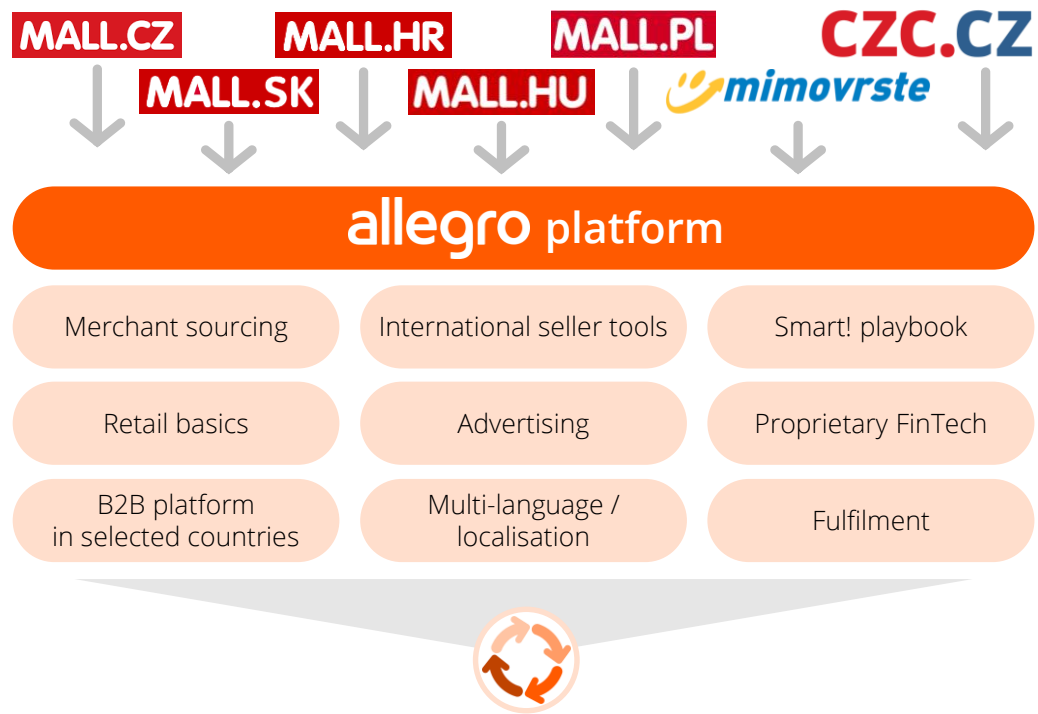 MALL.CZ
MALL.HR
MALL.PL
CZC.CZ
MALL.SK
MALL.HU
mimovrste
allegro platform
Merchant sourcing
International seller tools
Smart! playbook
Retail basics
Advertising
Proprietary FinTech
B2B platform
in selected countries
Multi-language /
localisation
Fulfilment